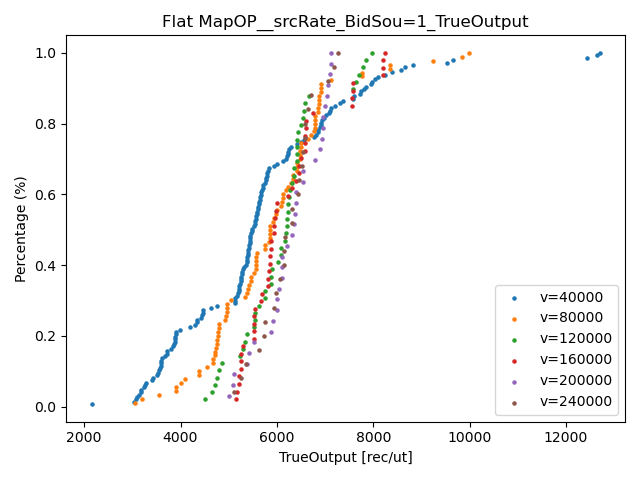 Flat MapOP__srcRate_BidSou=1_TrueOutput
Percentage (%)
1.0
0.8
0.6
0.4
0.2
0.0
v=40000
v=80000
v=120000
v=160000
v=200000
v=240000
2000 4000 6000 8000 10000 12000
TrueOutput [rec/ut]